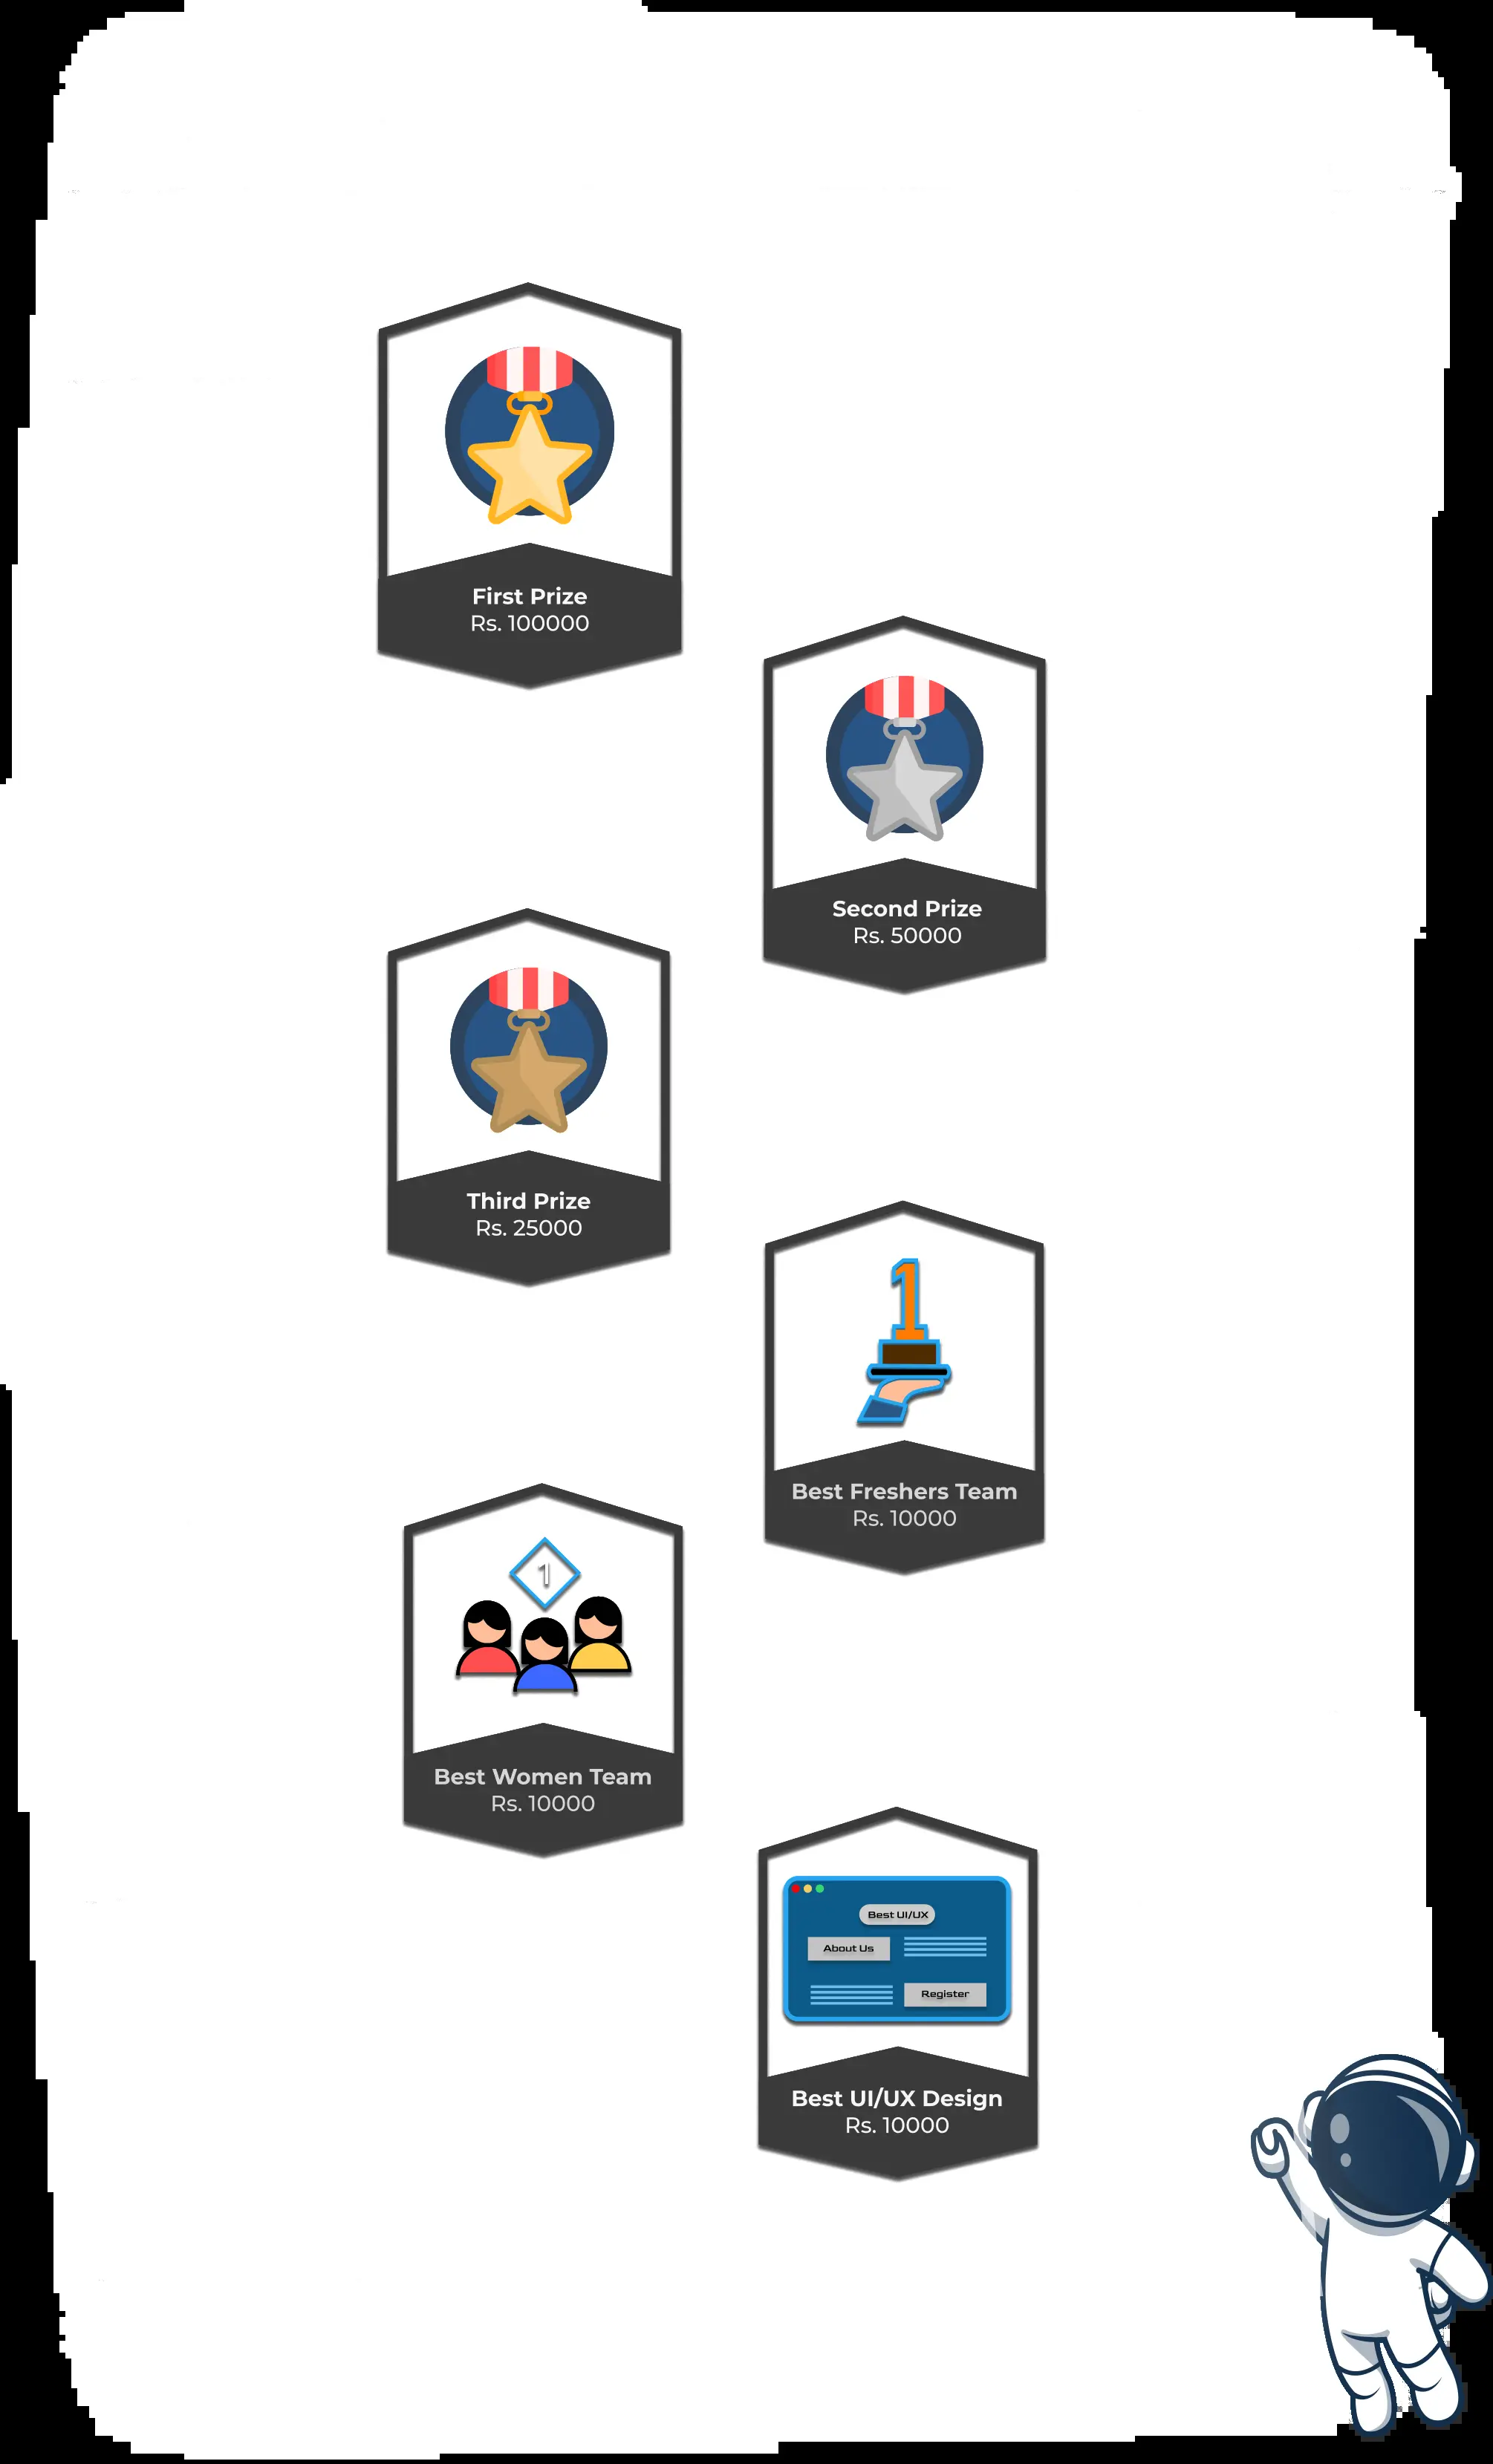 First Prize
Rs. 100000
Second Prize
Rs. 50000
Third Prize
Rs. 25000
1
Best Freshers Team
Rs. 10000
1
Best Women Team
Rs. 10000
Best UI/UX
About Us
Register
Best UI/UX Design
Rs. 10000